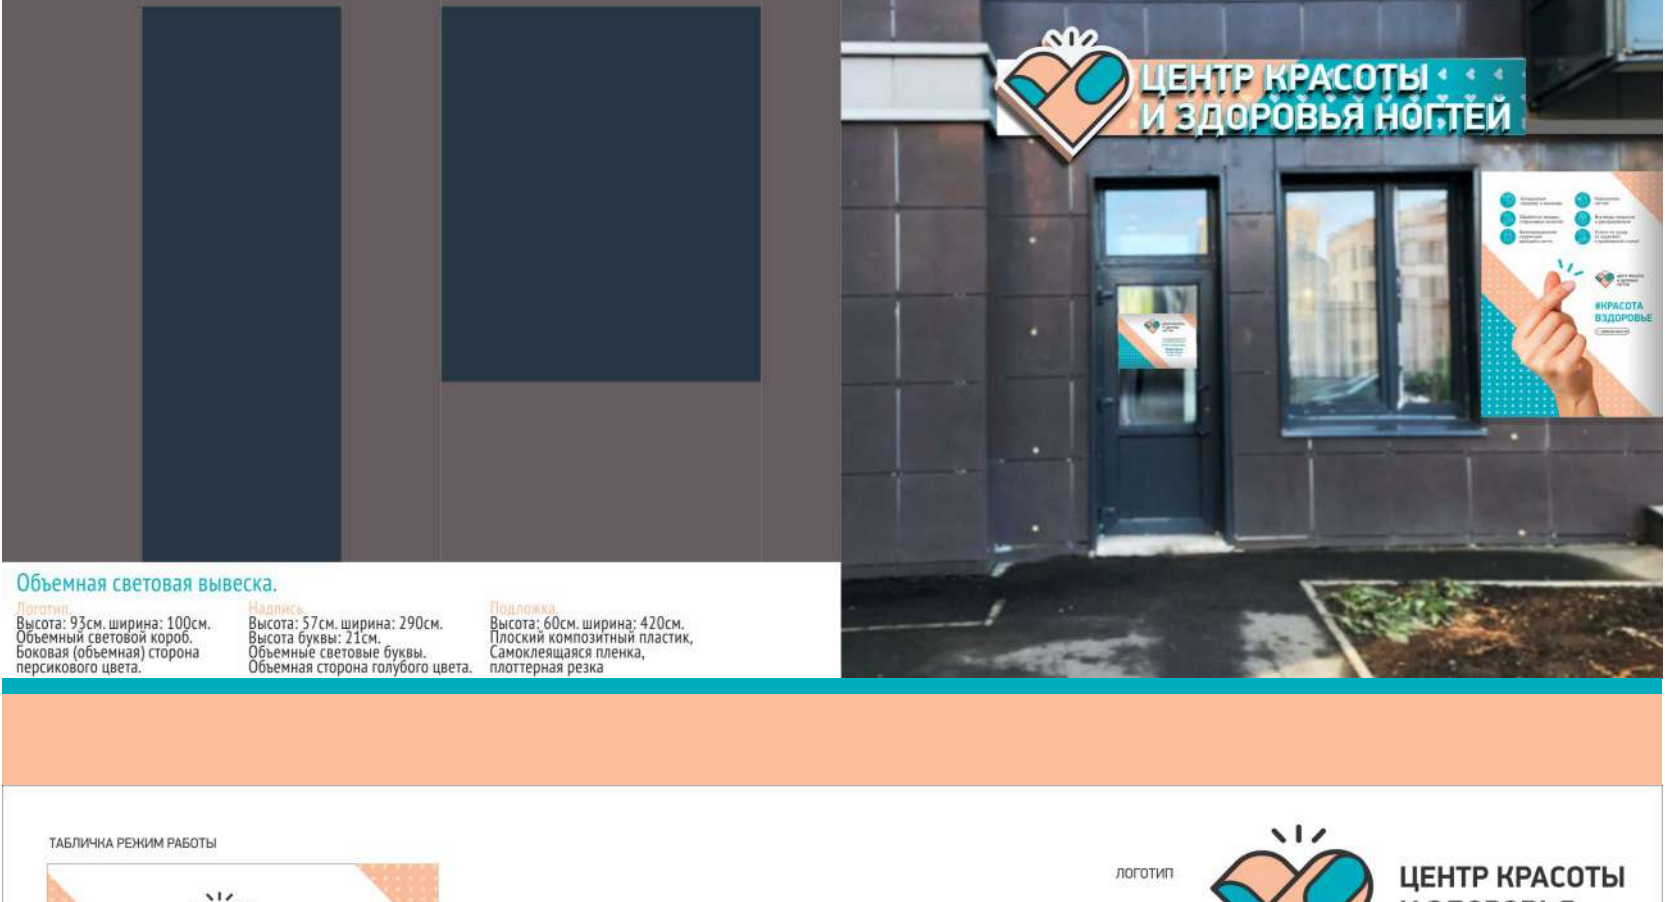 ЦЕНТР КРАСОТЫ
И ЗДОРОВЬЯ НОГТЕЙ
#КРАСОТА
ВЗДОРОВЬЕ
Объемная световая вывеска.
Логотип.
Высота: 93см. ширина: 100см.
Объемный световой короб.
Боковая (объемная) сторона
персикового цвета.
Надпись.
Высота: 57см. ширина: 290см.
Высота буквы: 21см.
Объемные световые буквы.
Объемная сторона голубого цвета.
Подложка.
Высота: 60см. ширина: 420см.
Плоский композитный пластик,
Самоклеящаяся пленка,
плоттерная резка
ТАБЛИЧКА РЕЖИМ РАБОТЫ
ЛОГОТИП
ЦЕНТР КРАСОТЫ